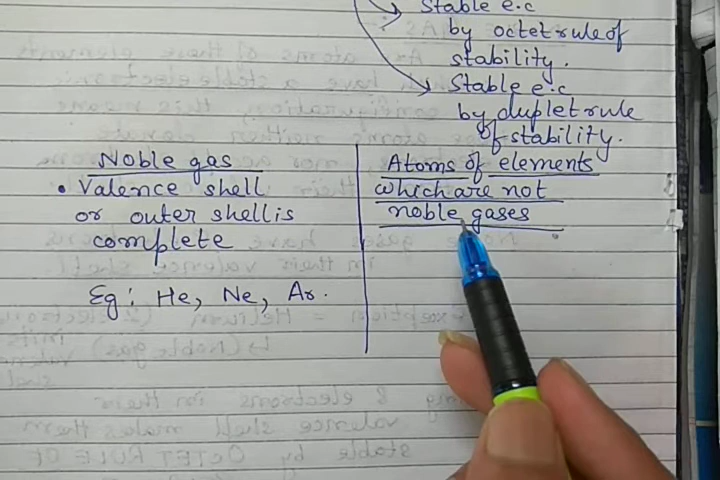 Stable e.c
by octet rule of
stability.
Stable e.c
by duplet rule
of stability.
Noble gas
• Valence shell
or outer shell is
complete
Eg: He, Ne, Ar.
Atoms of elements
which are not
noble gases